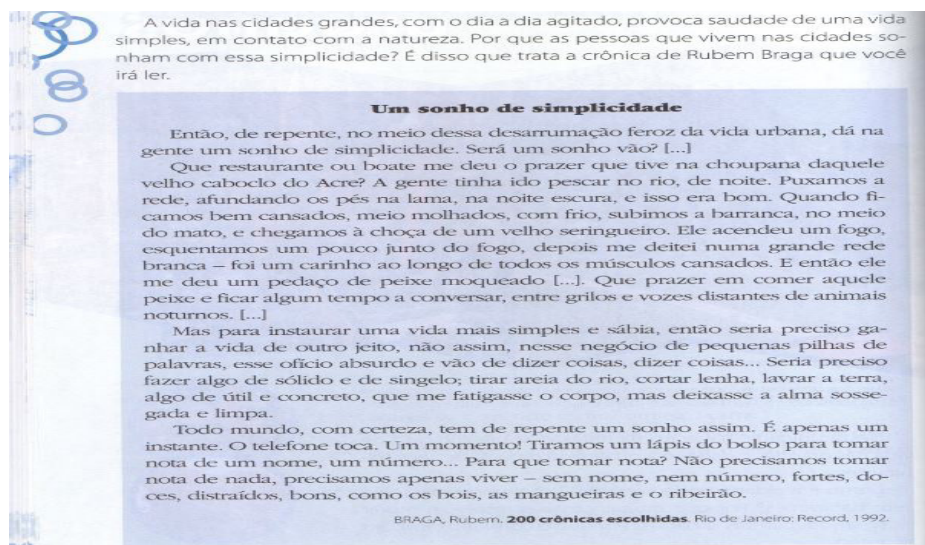 A vida nas cidades grandes, com o dia a dia agitado, provoca saudade de uma vida
simples, em contato com a natureza. Por que as pessoas que vivem nas cidades so-
nham com essa simplicidade? É disso que trata a crônica de Rubem Braga que você
irá ler.
Um sonho de simplicidade
Então, de repente, no meio dessa desarrumação feroz da vida urbana, dá na
gente um sonho de simplicidade. Será um sonho vão? [...]
Que restaurante ou boate me deu o prazer que tive na choupana daquele
velho caboclo do Acre? A gente tinha ido pescar no rio, de noite. Puxamos a
rede, afundando os pés na lama, na noite escura, e isso era bom. Quando fi-
camos bem cansados, meio molhados, com frio, subimos a barranca, no meio
do mato, e chegamos à choça de um velho seringueiro. Ele acendeu um fogo,
esquentamos um pouco junto do fogo, depois me deitei numa grande rede
branca – foi um carinho ao longo de todos os músculos cansados. E então ele
me deu um pedaço de peixe moqueado [...]. Que prazer em comer aquele
peixe e ficar algum tempo a conversar, entre grilos e vozes distantes de animais
noturnos. [...]
Mas para instaurar uma vida mais simples e sábia, então seria preciso ga-
nhar a vida de outro jeito, não assim, nesse negócio de pequenas pilhas de
palavras, esse ofício absurdo e vão de dizer coisas, dizer coisas... Seria preciso
fazer algo de sólido e de singelo; tirar areia do rio, cortar lenha, lavrar a terra,
algo de útil e concreto, que me fatigasse o corpo, mas deixasse a alma sosse-
gada e limpa.
Todo mundo, com certeza, tem de repente um sonho assim. É apenas um
instante. O telefone toca. Um momento! Tiramos um lápis do bolso para tomar
nota de um nome, um número... Para que tomar nota? Não precisamos tomar
nota de nada, precisamos apenas viver – sem nome, nem número, fortes, do-
ces, distraídos, bons, como os bois, as mangueiras e o ribeirão.
BRAGA, Rubem. 200 crônicas escolhidas. Rio de Janeiro: Record, 1992.